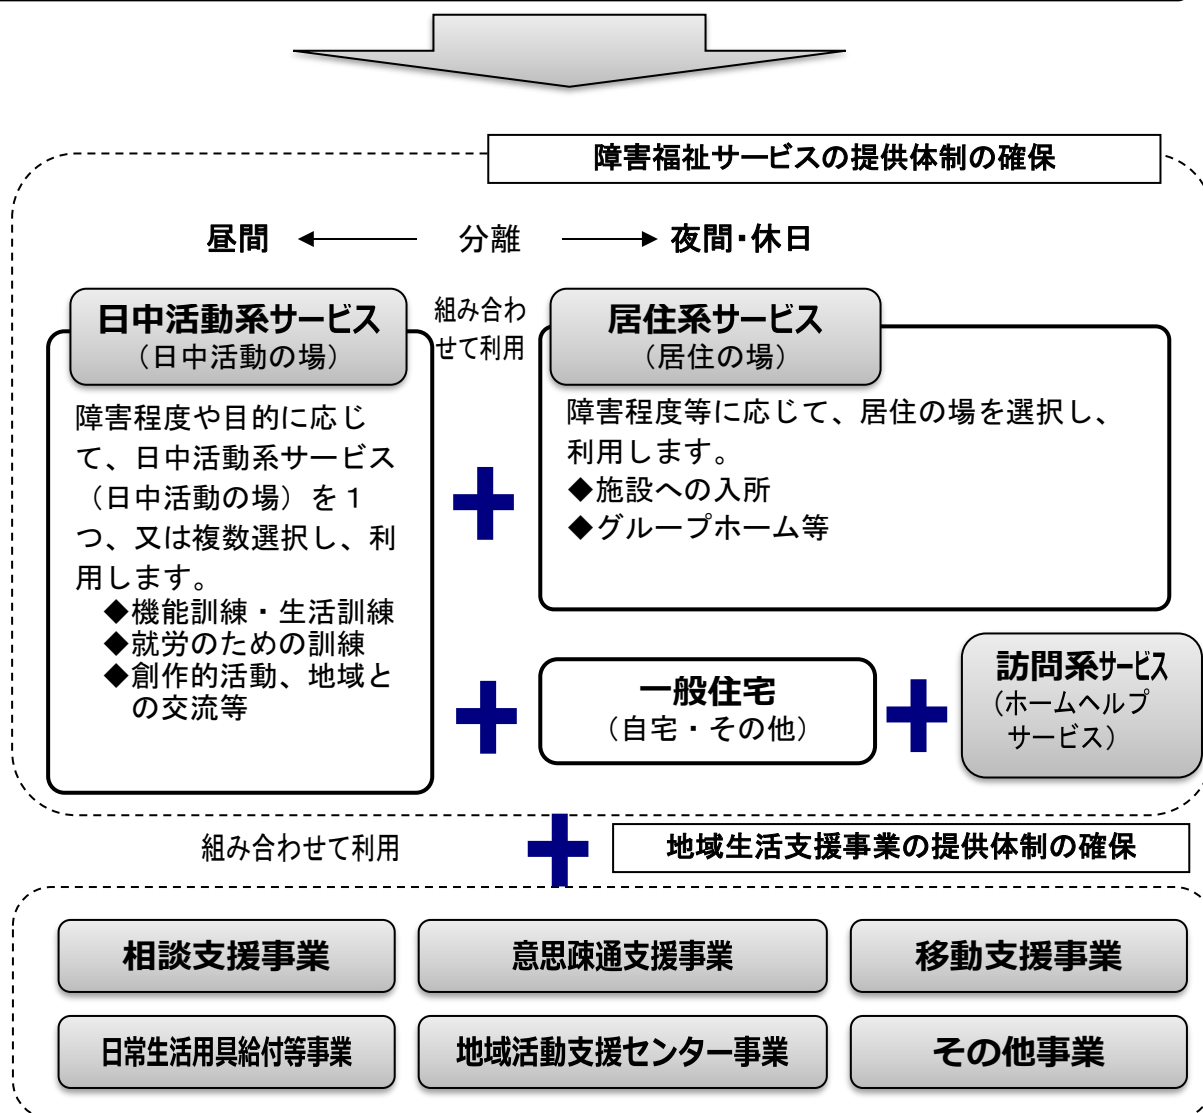 障害福祉サービスの提供体制の確保
昼間
分離
夜間・休日
日中活動系サービス
(日中活動の場)
組み合わ
せて利用
居住系サービス
(居住の場)
障害程度や目的に応じ
て、日中活動系サービス
(日中活動の場)を1
つ、又は複数選択し、利
用します。
◆機能訓練・生活訓練
◆就労のための訓練
◆創作的活動、地域と
の交流等
障害程度等に応じて、居住の場を選択し、
利用します。
◆施設への入所
◆グループホーム等
一般住宅
(自宅・その他)
訪問系サービス
(ホームヘルプ
サービス)
組み合わせて利用
地域生活支援事業の提供体制の確保
相談支援事業
意思疎通支援事業
移動支援事業
日常生活用具給付等事業
地域活動支援センター事業
その他事業